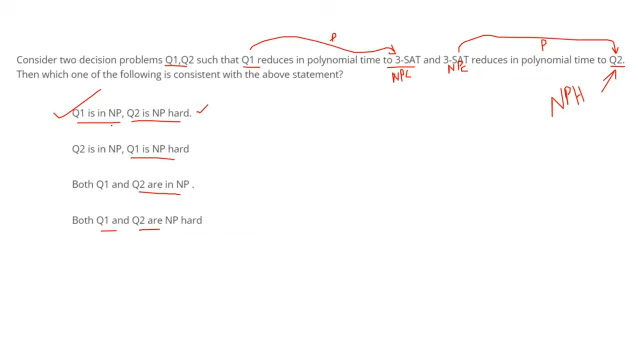 P
P
Consider two decision problems Q1,Q2 such that Q1 reduces in polynomial time to 3-SAT and 3-SAT reduces in polynomial time to Q2.
Then which one of the following is consistent with the above statement?
NPC
NPC
NPH
Q1 is in NP, Q2 is NP hard.
Q2 is in NP, Q1 is NP hard
Both Q1 and Q2 are in NP .
Both Q1 and Q2 are NP hard